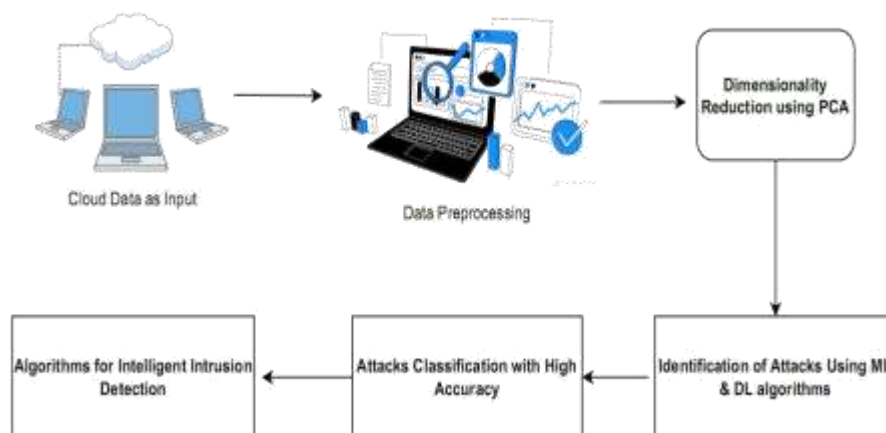 Cloud Data as Input
Data Preprocessing
Dimensionality
Reduction using PCA
Identification of Attacks Using ML
& DL algorithms
Attacks Classification with High
Accuracy
Algorithms for Intelligent Intrusion
Detection